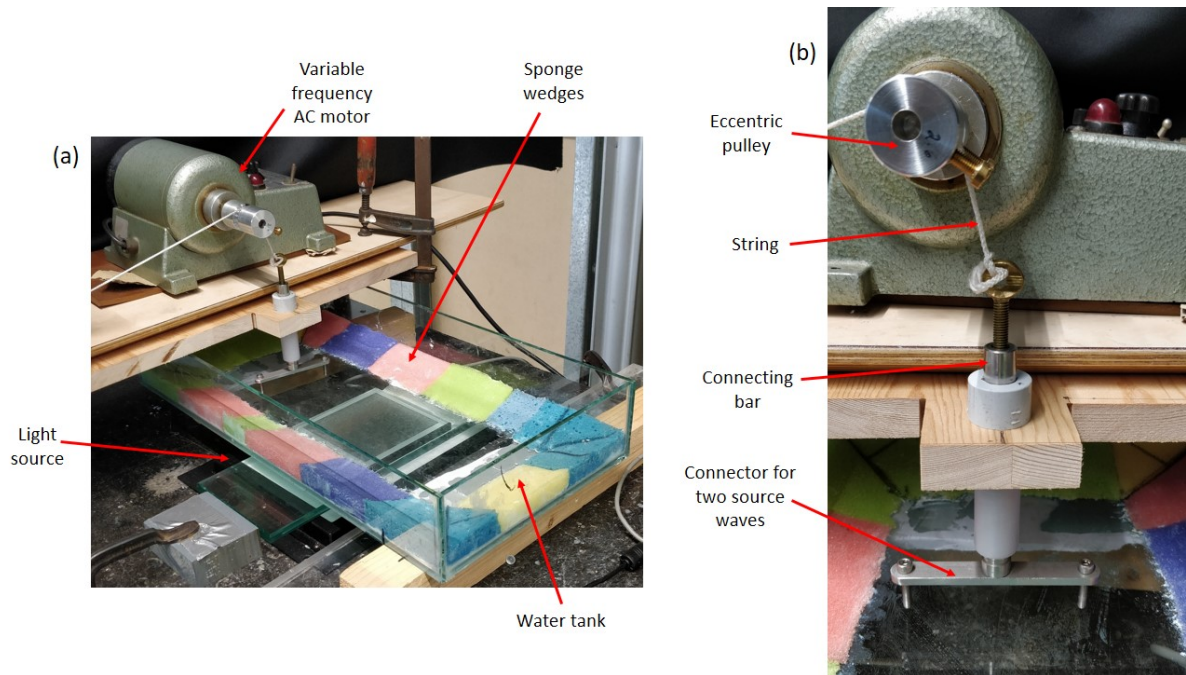 (a)
Variable
frequency
AC motor
Sponge
wedges
Light
source
Water tank
(b)
Eccentric
pulley
String
Connecting
bar
Connector for
two source
waves